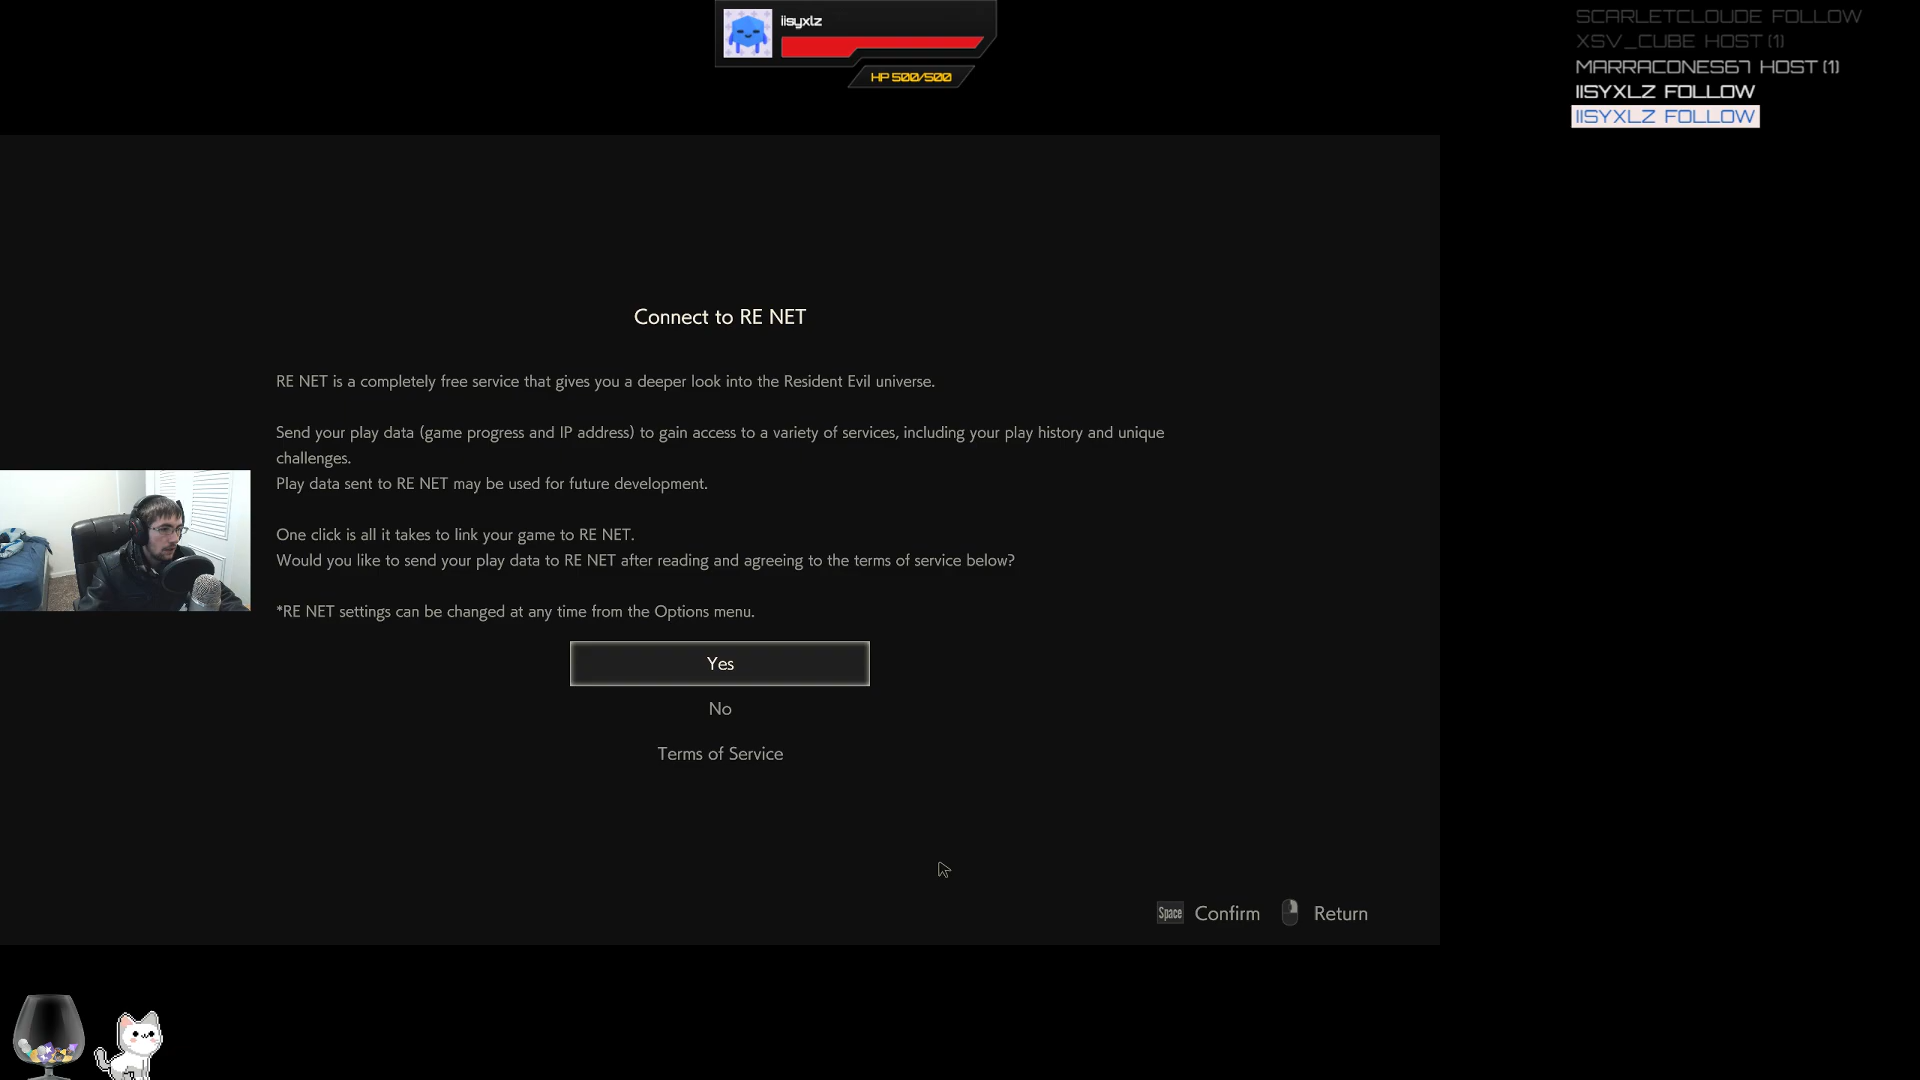 iisyxlz
HP 500/500
SCARLETCLOUDE FOLLOW
XSV_CUBE HOST (1)
MARRACONES67 HOST (1)
IISYXLZ FOLLOW
IISYXLZ FOLLOW
Connect to RE NET
RE NET is a completely free service that gives you a deeper look into the Resident Evil universe.
Send your play data (game progress and IP address) to gain access to a variety of services, including your play history and unique
challenges.
Play data sent to RE NET may be used for future development.
One click is all it takes to link your game to RE NET.
Would you like to send your play data to RE NET after reading and agreeing to the terms of service below?
*RE NET settings can be changed at any time from the Options menu.
Yes
No
Terms of Service
Space Confirm Return